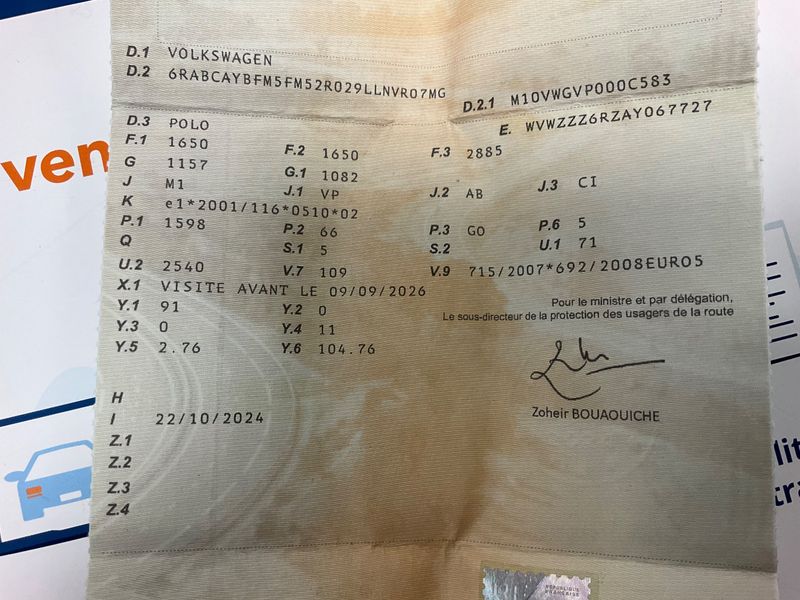 D.1 VOLKSWAGEN
D.2 6RABCAYBFM5FM52R029LLNVR07MG D.2.1 M10VWGVP000C583
D.3 POLO E. WVWZZZ6RZAY067727
F.1 1650 F.2 1650 F.3 2885
G 1157 G.1 1082
J M1 J.1 VP J.2 AB J.3 CI
K e1*2001/116*0510*02
P.1 1598 P.2 66 P.3 GO P.6 5
Q S.1 5 S.2 U.1 71
U.2 2540 V.7 109 V.9 715/2007*692/2008EURO5
X.1 VISITE AVANT LE 09/09/2026
Y.1 91 Y.2 0
Y.3 0 Y.4 11
Y.5 2.76 Y.6 104.76
Pour le ministre et par délégation,
Le sous-directeur de la protection des usagers de la route
Zoheir BOUAOUICHE
H
I 22/10/2024
Z.1
Z.2
Z.3
Z.4
ven
RÉPUBLIQUE
FRANÇAISE